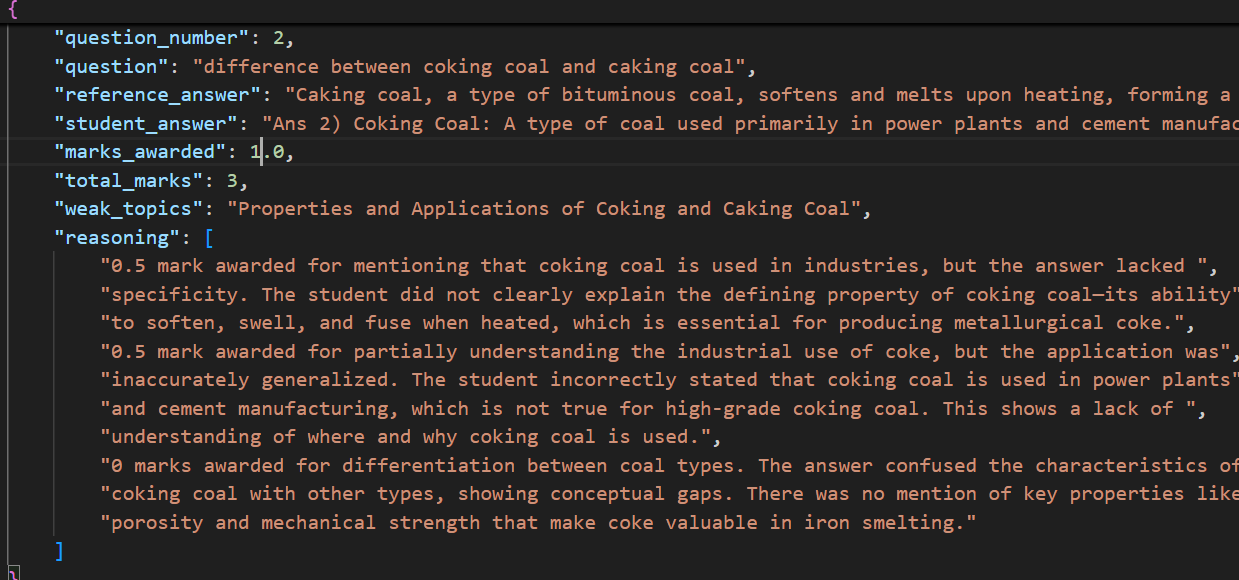 {
"question_number": 2,
"question": "difference between coking coal and caking coal",
"reference_answer": "Caking coal, a type of bituminous coal, softens and melts upon heating, forming a
"student_answer": "Ans 2) Coking Coal: A type of coal used primarily in power plants and cement manufac
"marks_awarded": 1.0,
"total_marks": 3,
"weak_topics": "Properties and Applications of Coking and Caking Coal",
"reasoning": [
"0.5 mark awarded for mentioning that coking coal is used in industries, but the answer lacked ",
"specificity. The student did not clearly explain the defining property of coking coal—its ability"
"to soften, swell, and fuse when heated, which is essential for producing metallurgical coke.",
"0.5 mark awarded for partially understanding the industrial use of coke, but the application was",
"inaccurately generalized. The student incorrectly stated that coking coal is used in power plants"
"and cement manufacturing, which is not true for high-grade coking coal. This shows a lack of ",
"understanding of where and why coking coal is used.",
"0 marks awarded for differentiation between coal types. The answer confused the characteristics of
"coking coal with other types, showing conceptual gaps. There was no mention of key properties like
"porosity and mechanical strength that make coke valuable in iron smelting."
]
}